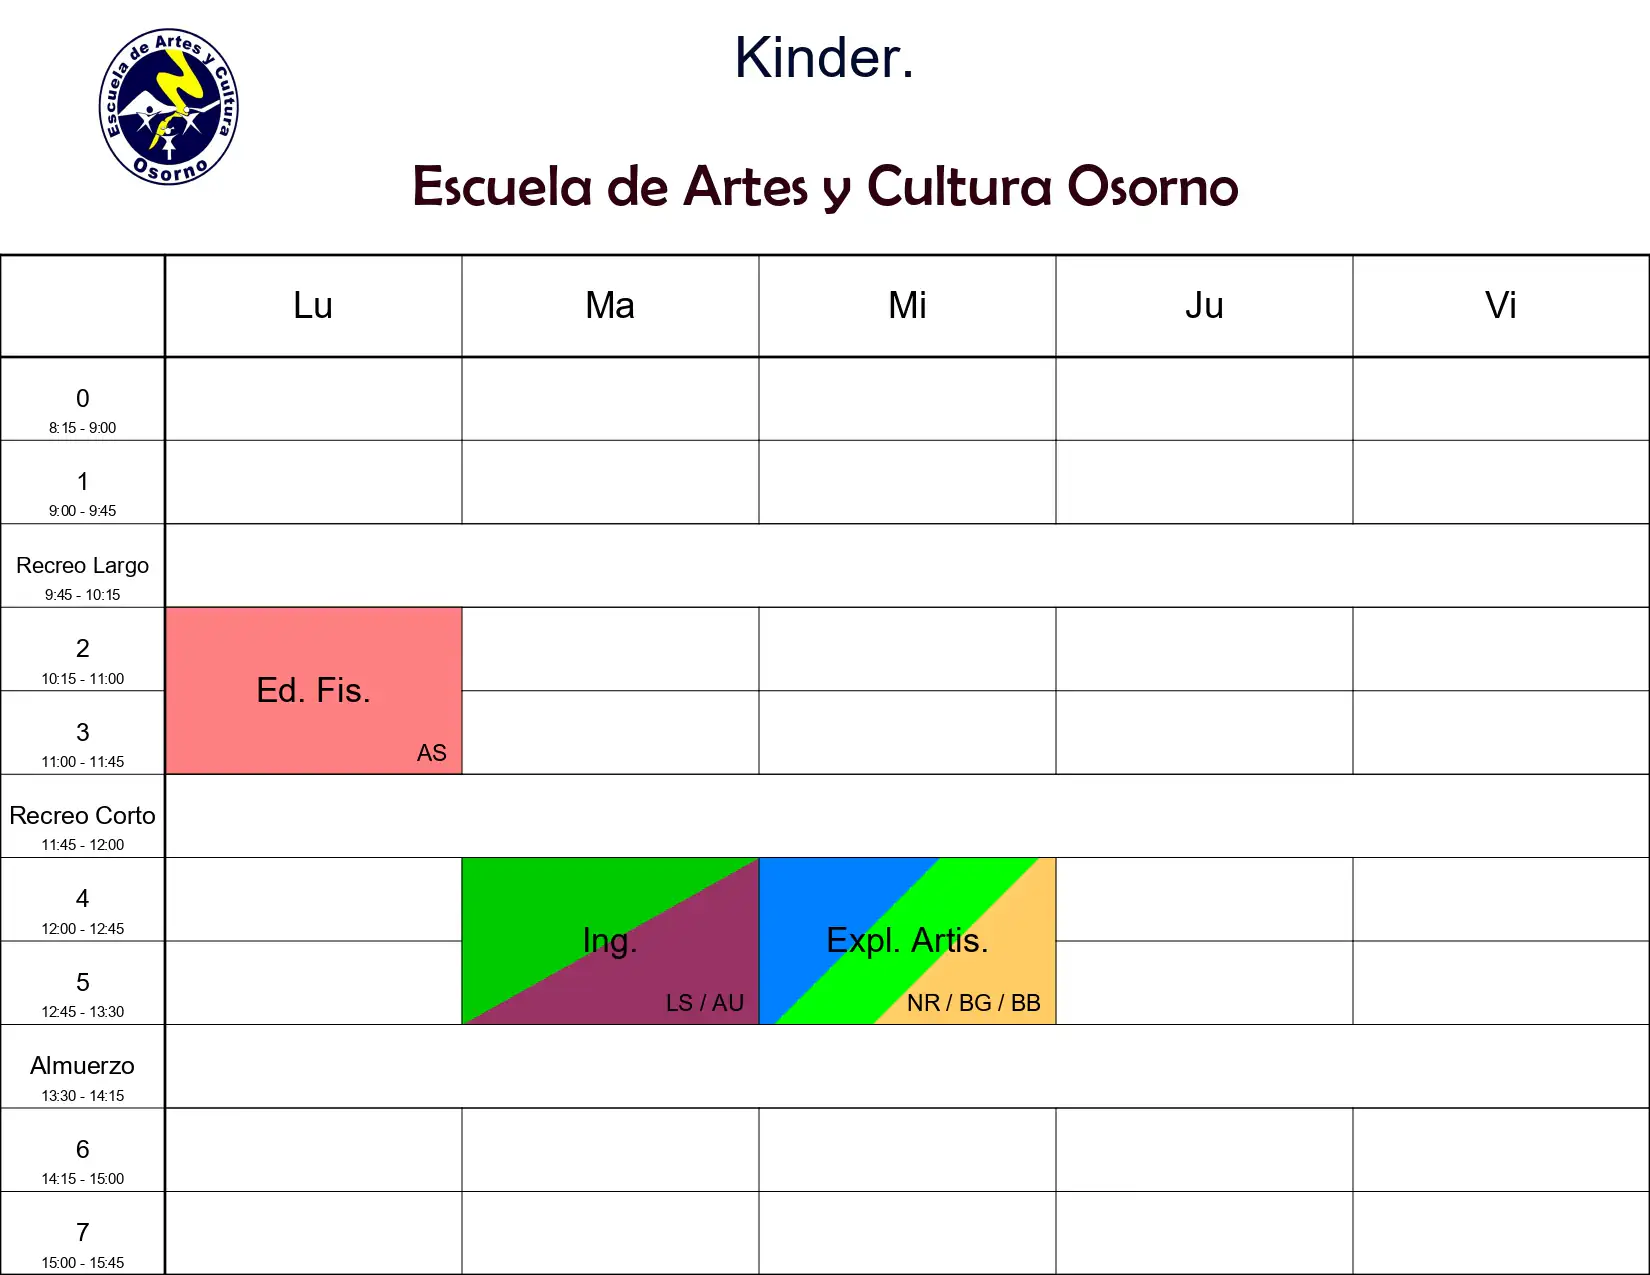 Escuela de Artes y Cultura
Osorno
Kinder.
Escuela de Artes y Cultura Osorno
Lu Ma Mi Ju Vi
0
8:15 - 9:00
1
9:00 - 9:45
Recreo Largo
9:45 - 10:15
2
10:15 - 11:00
Ed. Fis.
AS
3
11:00 - 11:45
Recreo Corto
11:45 - 12:00
4
12:00 - 12:45
Ing. Expl. Artis.
LS / AU NR / BG / BB
5
12:45 - 13:30
Almuerzo
13:30 - 14:15
6
14:15 - 15:00
7
15:00 - 15:45